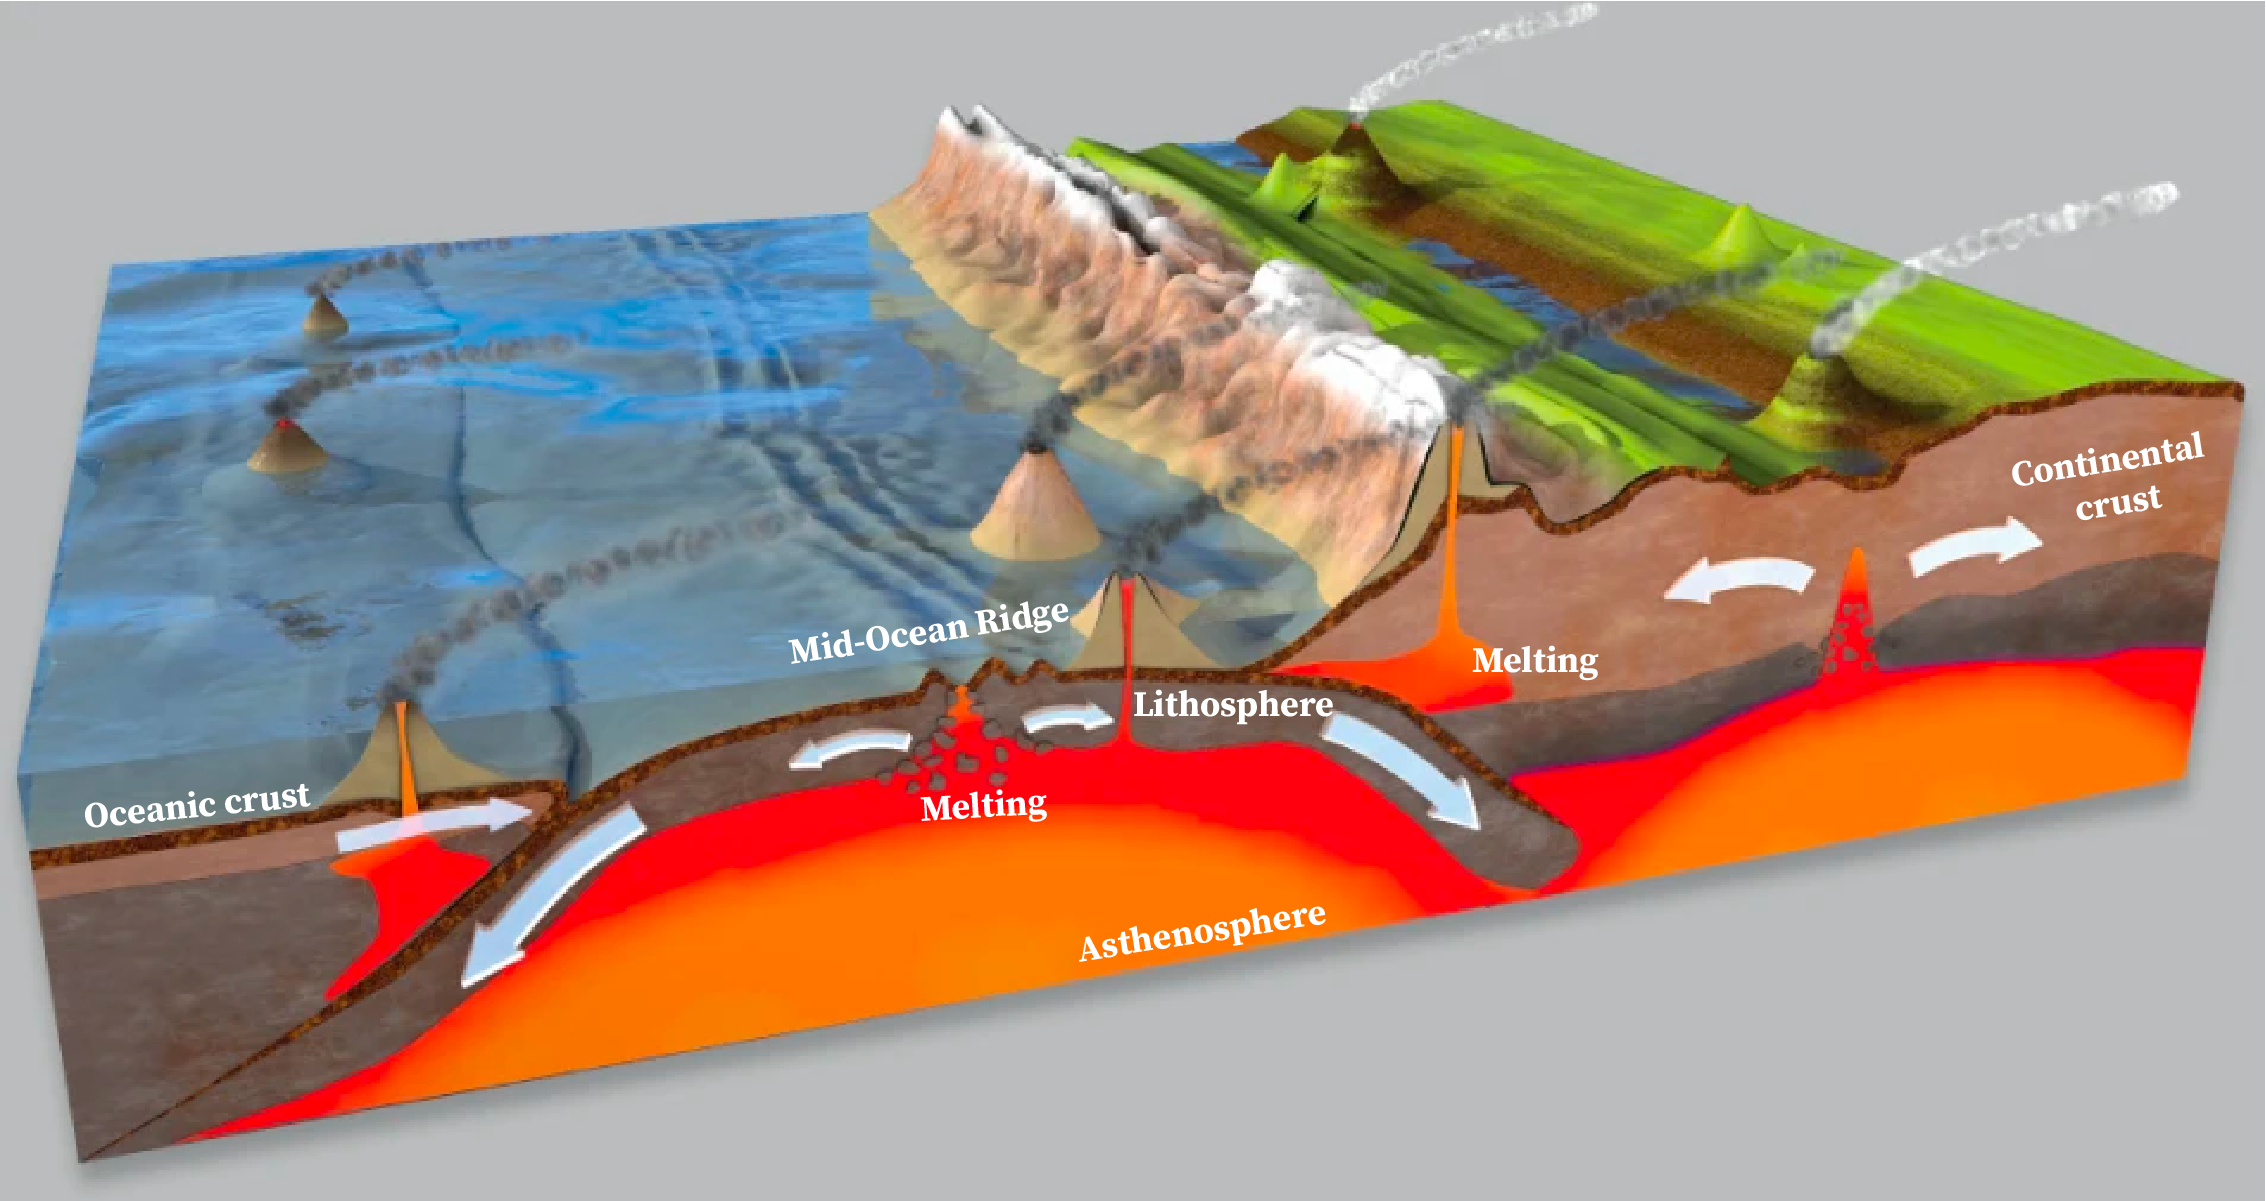 Continental
crust
Mid-Ocean Ridge
Melting
Lithosphere
Oceanic crust
Melting
Asthenosphere